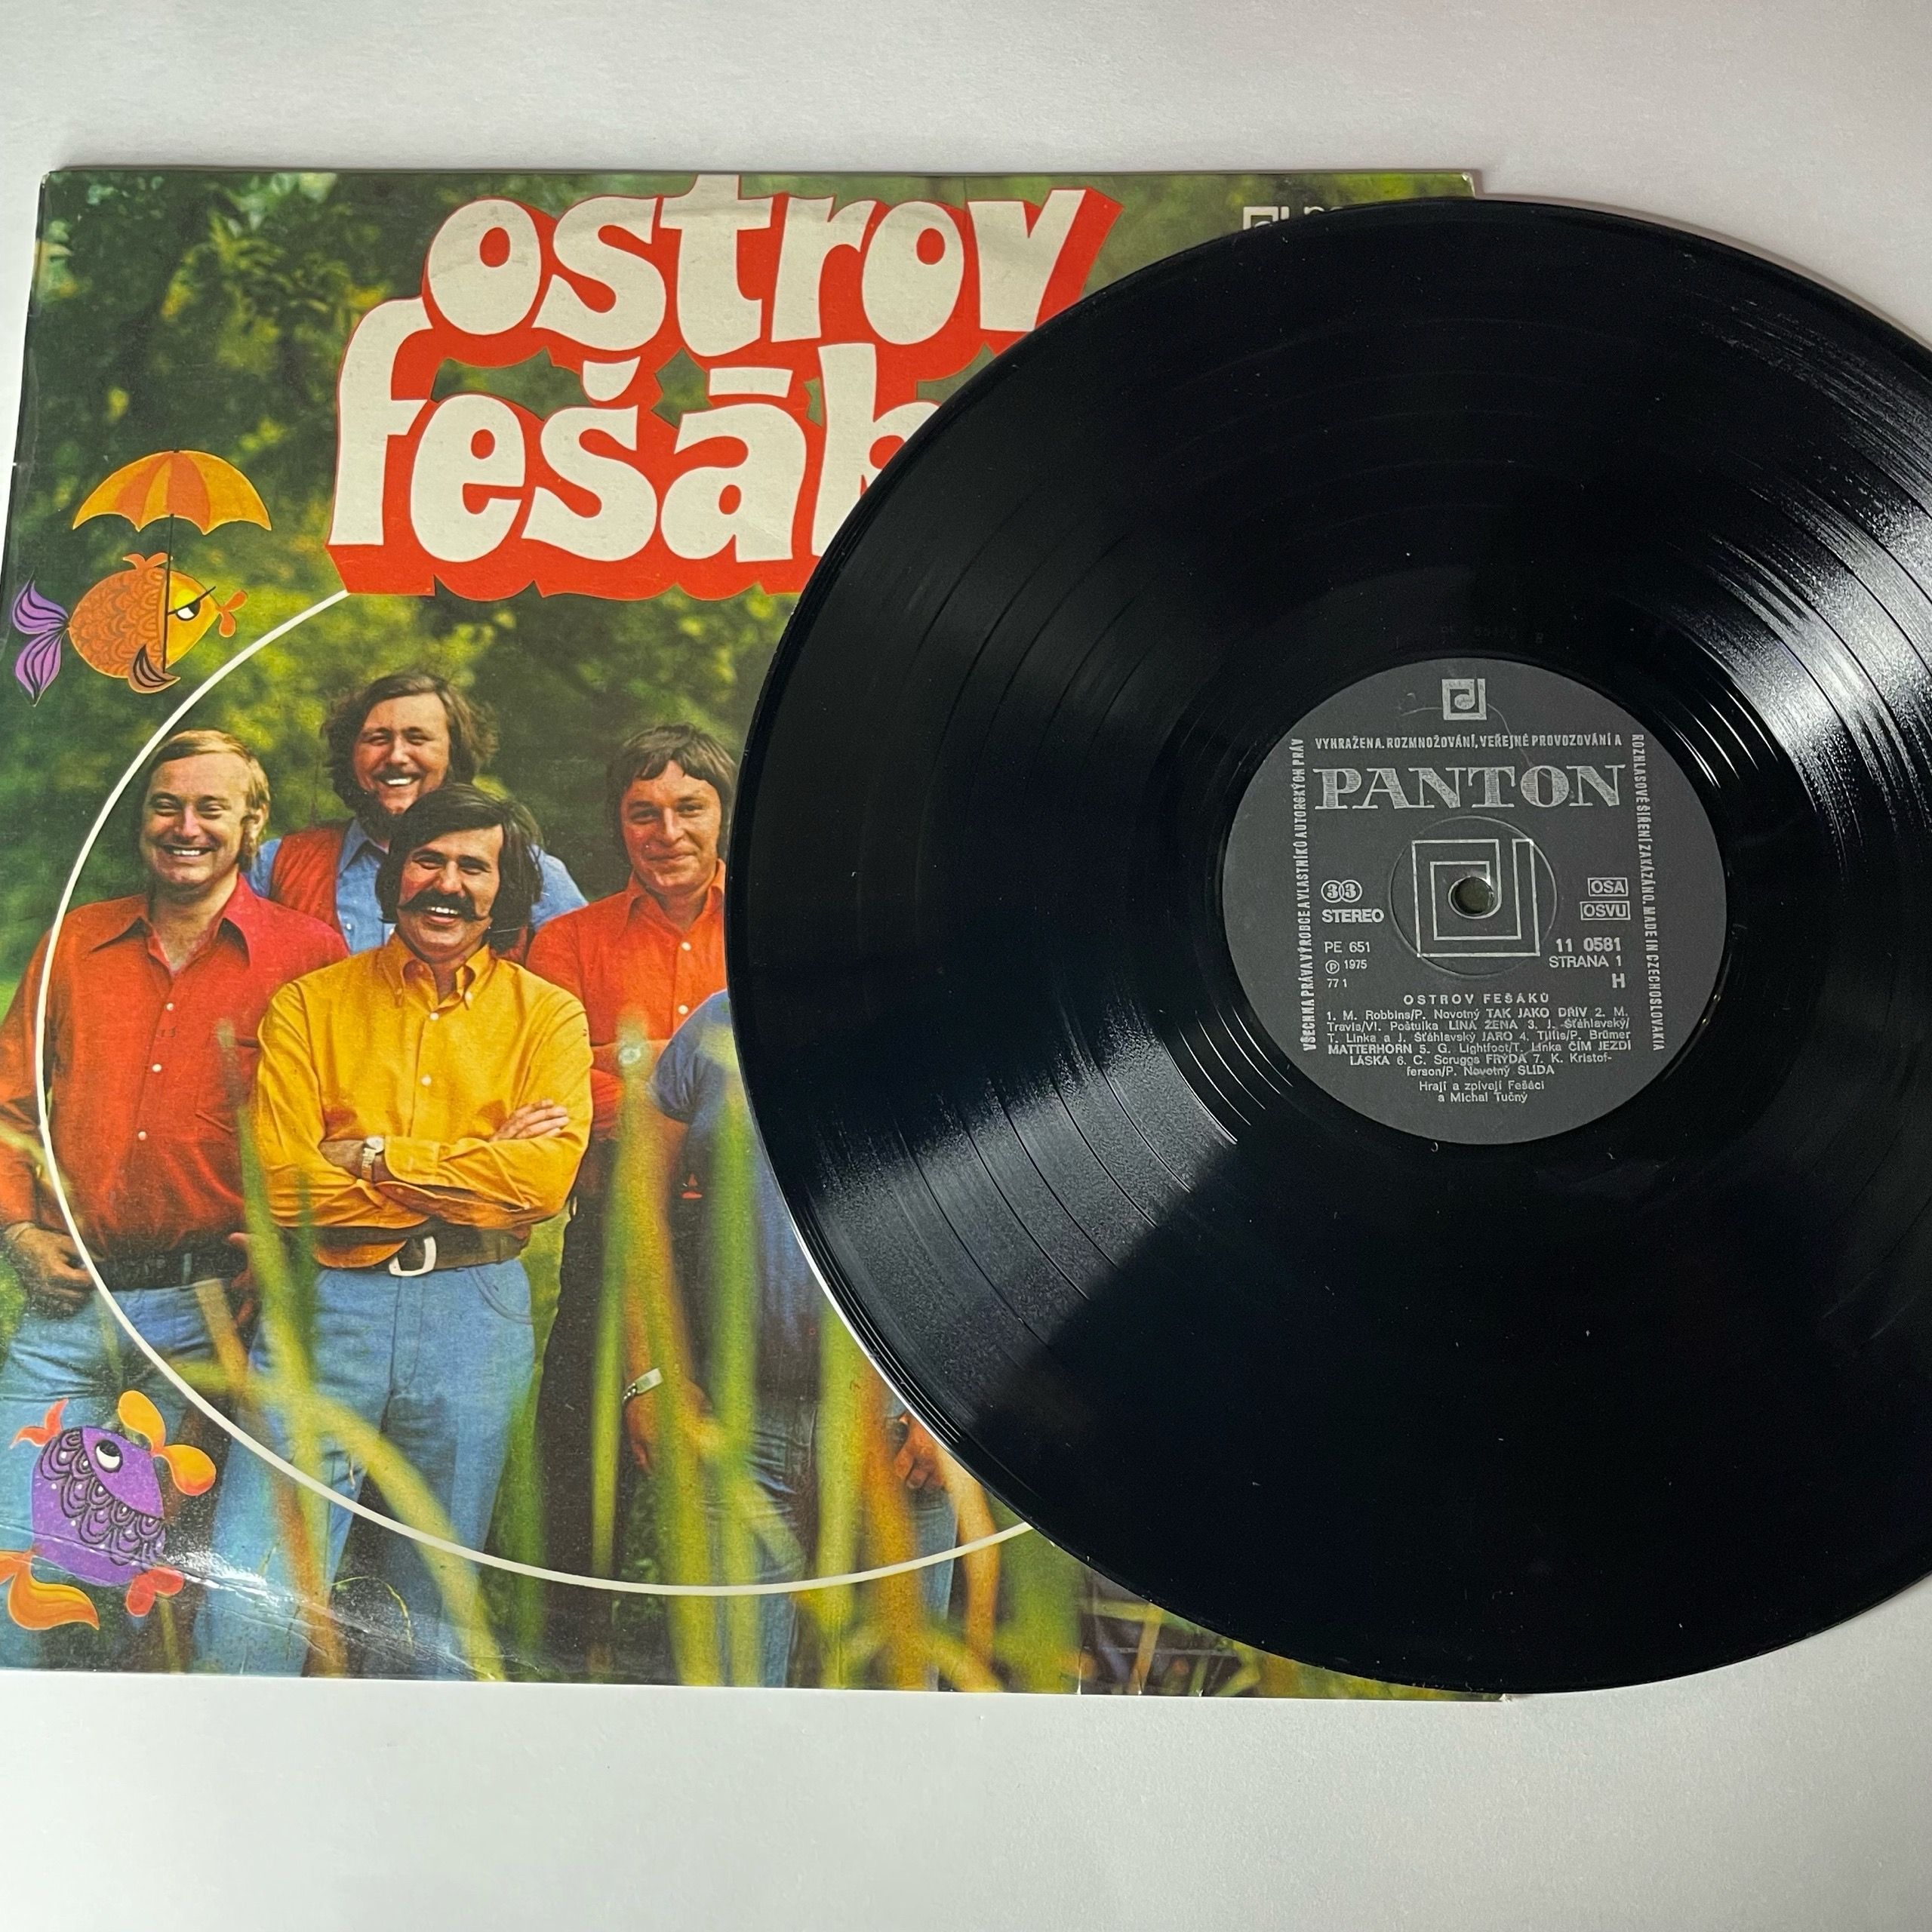 ostrov
fešāk
VYHRAŽENA. ROZMNOŽOVÁNÍ, VEŘEJNÉ PROVOZOVÁNÍ A
ROZHLASOVÉ ŠÍŘENÍ ZAKÁZÁNO. MADE IN CZECHOSLOVAKIA
VŠECHNA PRÁVA VÝROBCE A VLASTNÍKŮ AUTORSKÝCH PRÁV
PANTON
33
STEREO
OSA
OSVU
PE 651
Ⓟ 1975
77 1
11 0581
STRANA 1
H
OSTROV FEŠÁKŮ
1. M. Robbins/P. Novotný TAK JAKO DŘÍV 2. M.
Travis/Vl. Poštulka LÍNÁ ŽENA 3. J. Šťáhlavský/
T. Linka a J. Šťáhlavský JARO 4. Tillis/P. Brümer
MATTERHORN 5. G. Lightfoot/T. Linka ČÍM JEZDÍ
LÁSKA 6. C. Scruggs FRÝDA 7. K. Kristof-
ferson/P. Novotný SLÍDA
Hrají a zpívají Fešáci
a Michal Tučný